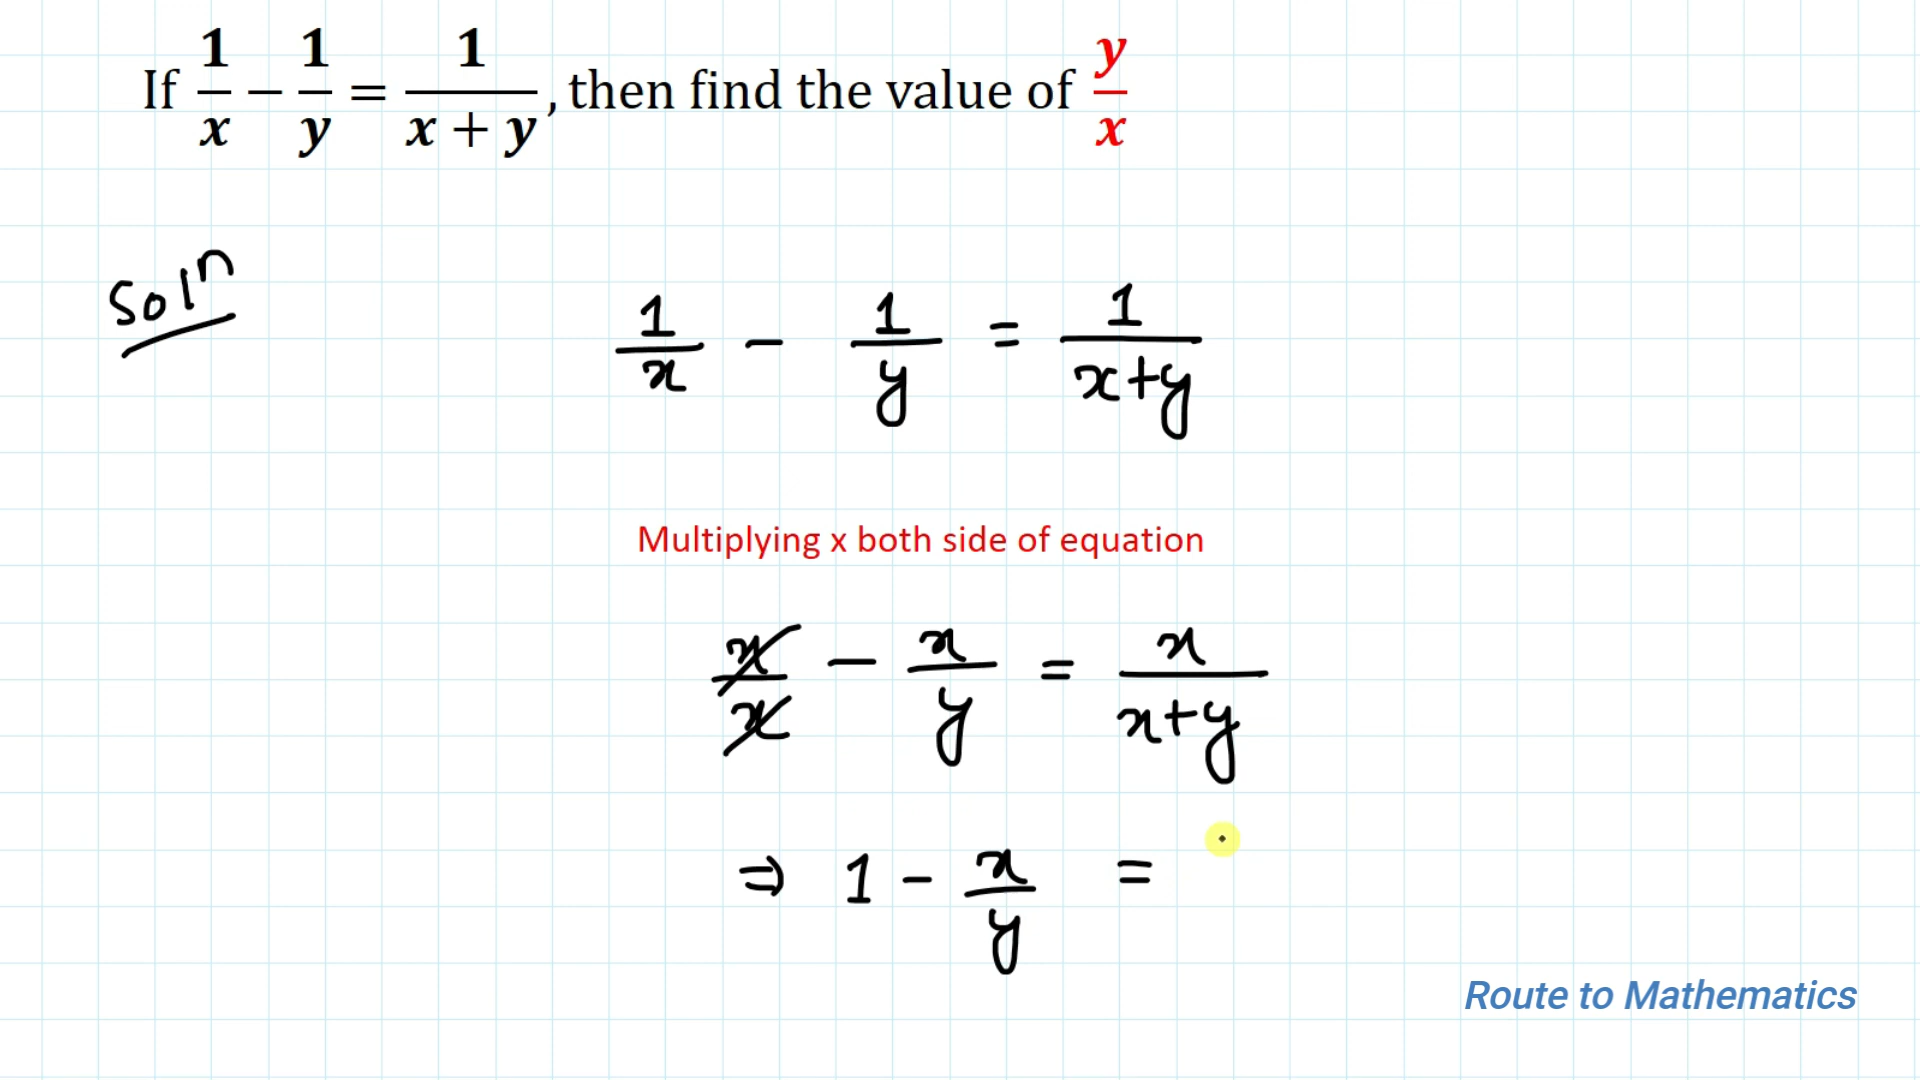 If 1/x − 1/y = 1/(x + y), then find the value of y/x
Soln
1/x − 1/y = 1/(x+y)
Multiplying x both side of equation
x/x − x/y = x/(x+y)
⇒ 1 − x/y =
Route to Mathematics